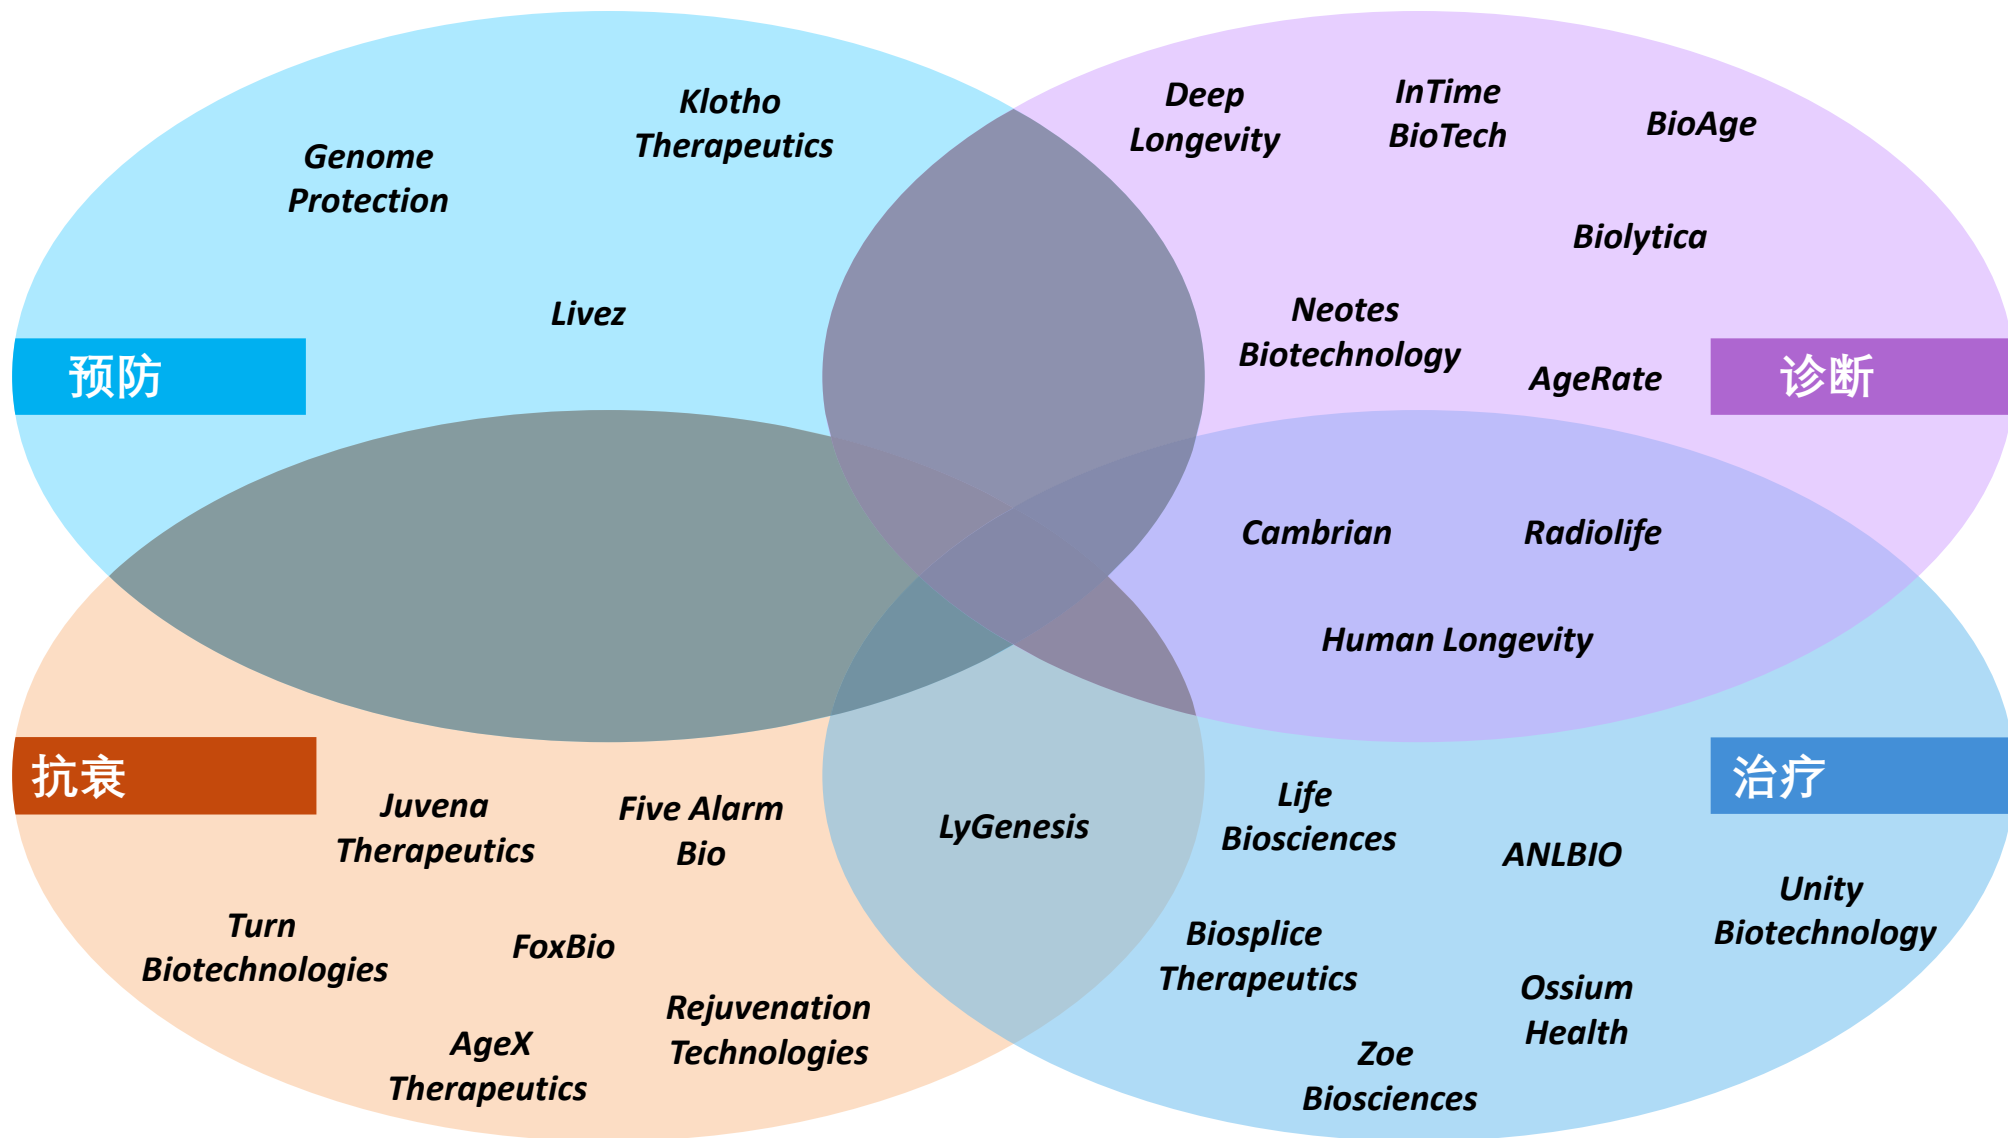 Klotho
Therapeutics
Genome
Protection
Livez
预防
Deep
Longevity
InTime
BioTech
BioAge
Biolytica
Neotes
Biotechnology
AgeRate
诊断
Cambrian
Radiolife
Human Longevity
抗衰
Juvena
Therapeutics
Five Alarm
Bio
Turn
Biotechnologies
FoxBio
Rejuvenation
Technologies
AgeX
Therapeutics
LyGenesis
治疗
Life
Biosciences
ANLBIO
Unity
Biotechnology
Biosplice
Therapeutics
Ossium
Health
Zoe
Biosciences